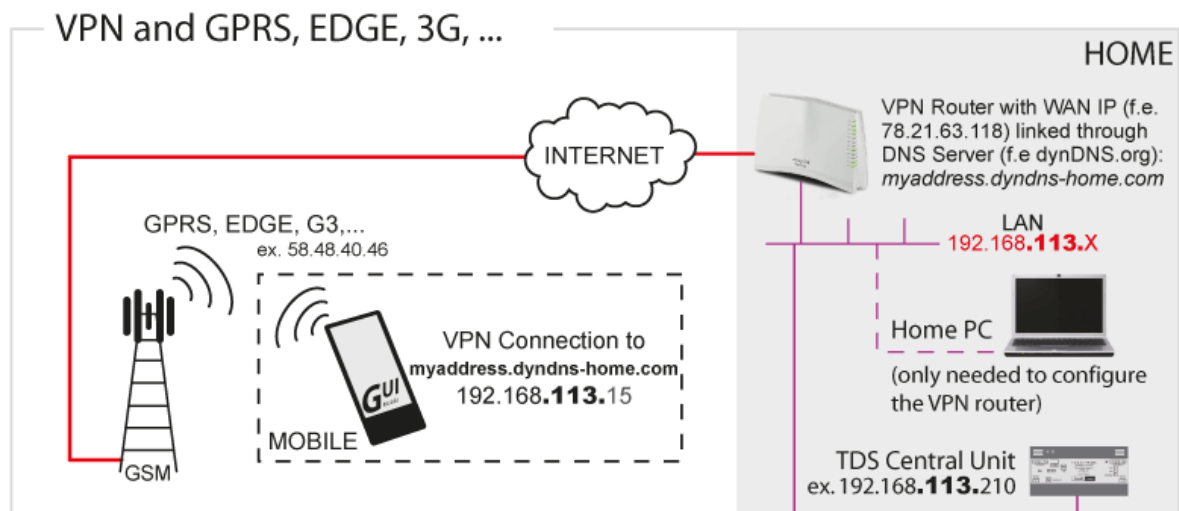 VPN and GPRS, EDGE, 3G, ...
HOME
VPN Router with WAN IP (f.e.
78.21.63.118) linked through
DNS Server (f.e dynDNS.org):
myaddress.dyndns-home.com
INTERNET
GPRS, EDGE, G3,...
ex. 58.48.40.46
LAN
192.168.113.X
VPN Connection to
myaddress.dyndns-home.com
192.168.113.15
GUI
MOBILE
GSM
Home PC
(only needed to configure
the VPN router)
TDS Central Unit
ex. 192.168.113.210